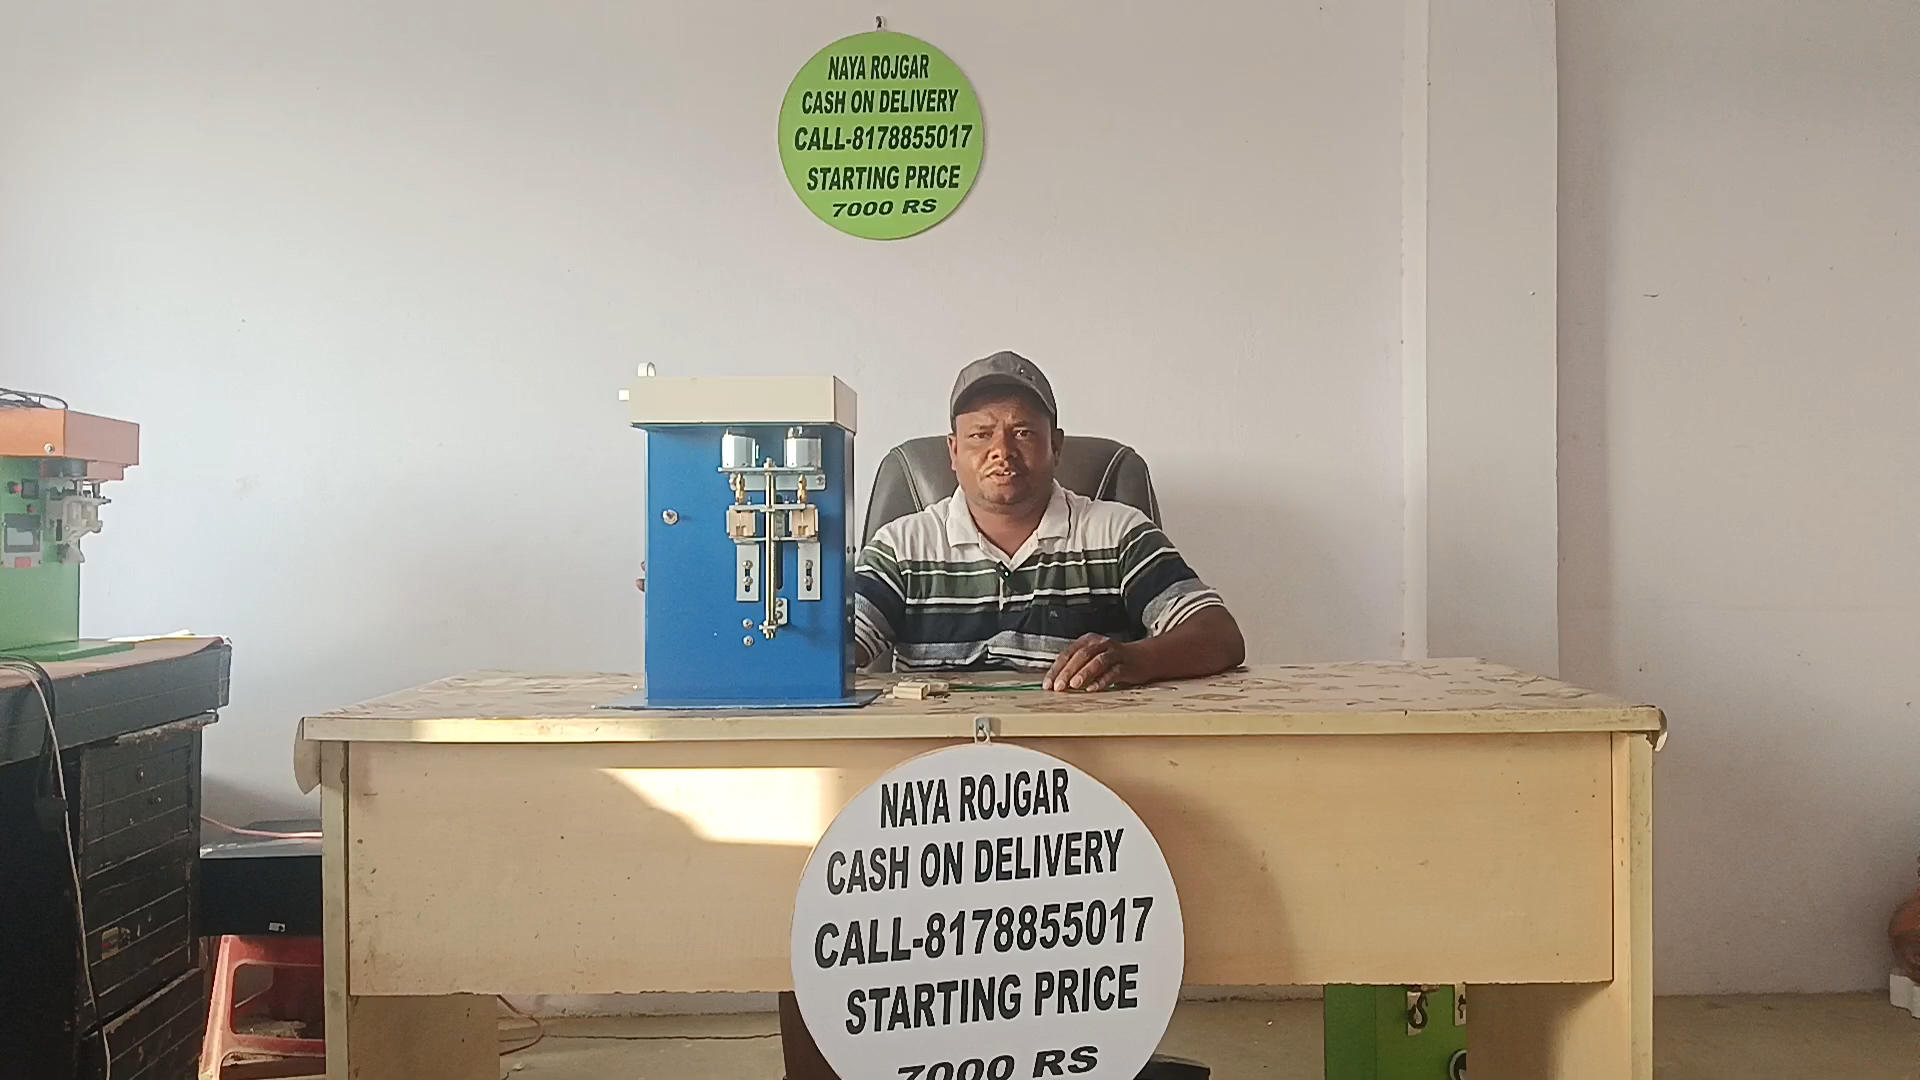 NAYA ROJGAR
CASH ON DELIVERY
CALL-8178855017
STARTING PRICE
7000 RS
NAYA ROJGAR
CASH ON DELIVERY
CALL-8178855017
STARTING PRICE
7000 RS